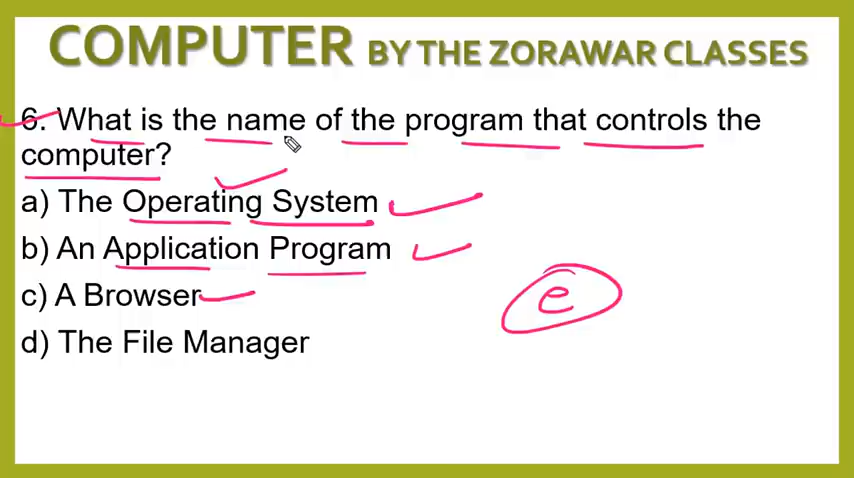 COMPUTER BY THE ZORAWAR CLASSES
6. What is the name of the program that controls the
computer?
a) The Operating System
b) An Application Program
c) A Browser
e
d) The File Manager